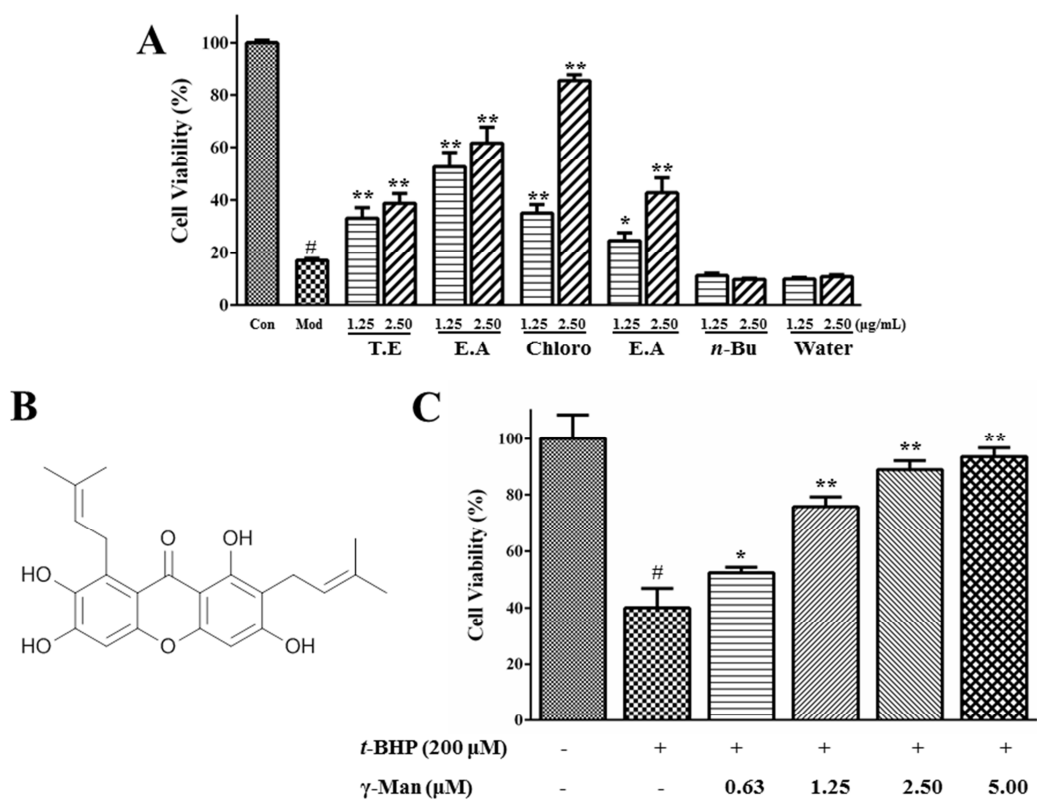 A
Cell Viability (%)
100
80
60
40
20
0
#
** **
** **
** **
* **
Con Mod 1.25 2.50 1.25 2.50 1.25 2.50 1.25 2.50 1.25 2.50 1.25 2.50 (μg/mL)
T.E E.A Chloro E.A n-Bu Water
B
O OH
HO
HO O OH
C
Cell Viability (%)
100
80
60
40
20
0
# * ** ** **
t-BHP (200 μM) - + + + + +
γ-Man (μM) - - 0.63 1.25 2.50 5.00